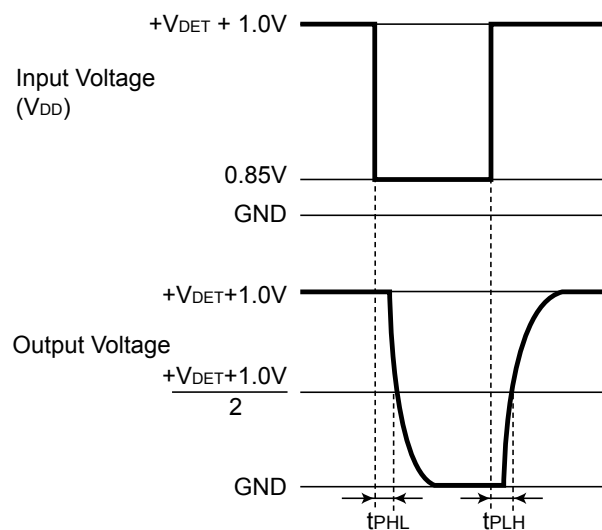 +VDET + 1.0V
Input Voltage
(VDD)
0.85V
GND
+VDET+1.0V
Output Voltage
+VDET+1.0V
2
GND
tPHL
tPLH